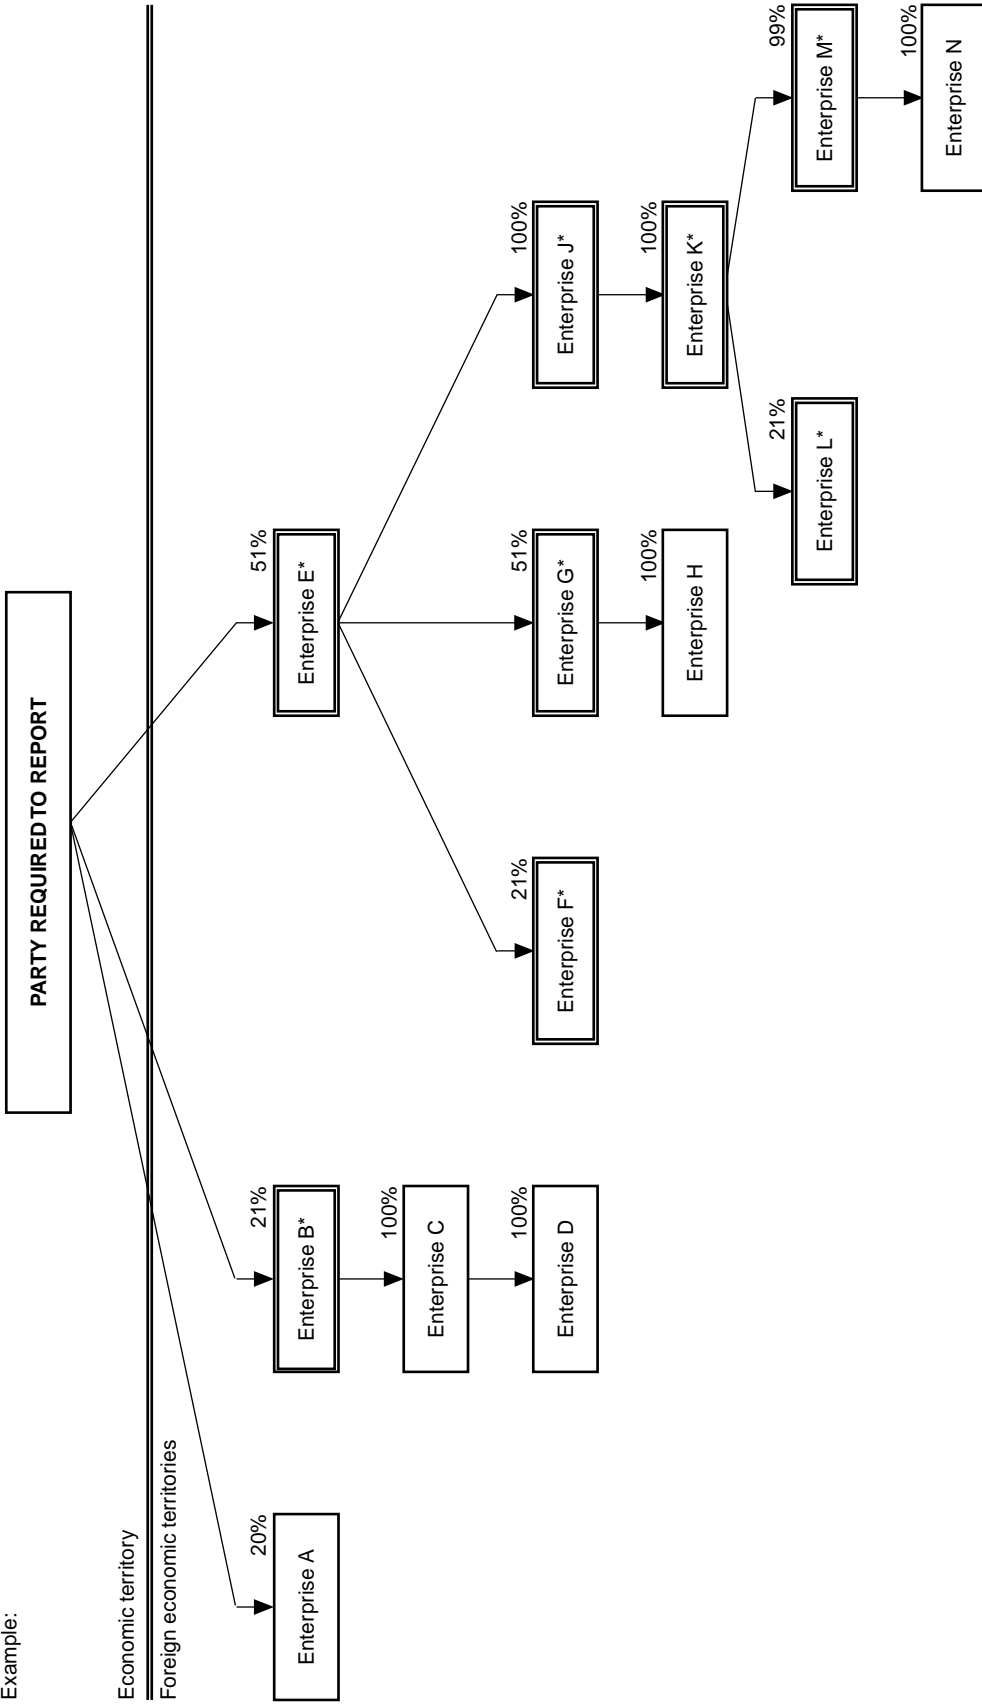 Example:
PARTY REQUIRED TO REPORT
Economic territory
Foreign economic territories
20%
21%
51%
Enterprise A
Enterprise B*
Enterprise E*
100%
Enterprise C
100%
21%
51%
100%
Enterprise D
Enterprise F*
Enterprise G*
Enterprise J*
100%
100%
Enterprise H
Enterprise K*
21%
99%
Enterprise L*
Enterprise M*
100%
Enterprise N